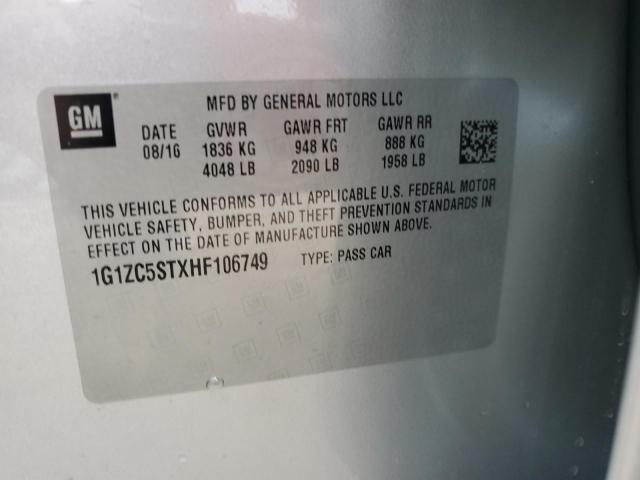 GM
MFD BY GENERAL MOTORS LLC
DATE GVWR GAWR FRT GAWR RR
08/16 1836 KG 948 KG 888 KG
4048 LB 2090 LB 1958 LB
THIS VEHICLE CONFORMS TO ALL APPLICABLE U.S. FEDERAL MOTOR
VEHICLE SAFETY, BUMPER, AND THEFT PREVENTION STANDARDS IN
EFFECT ON THE DATE OF MANUFACTURE SHOWN ABOVE.
1G1ZC5STXHF106749 TYPE: PASS CAR